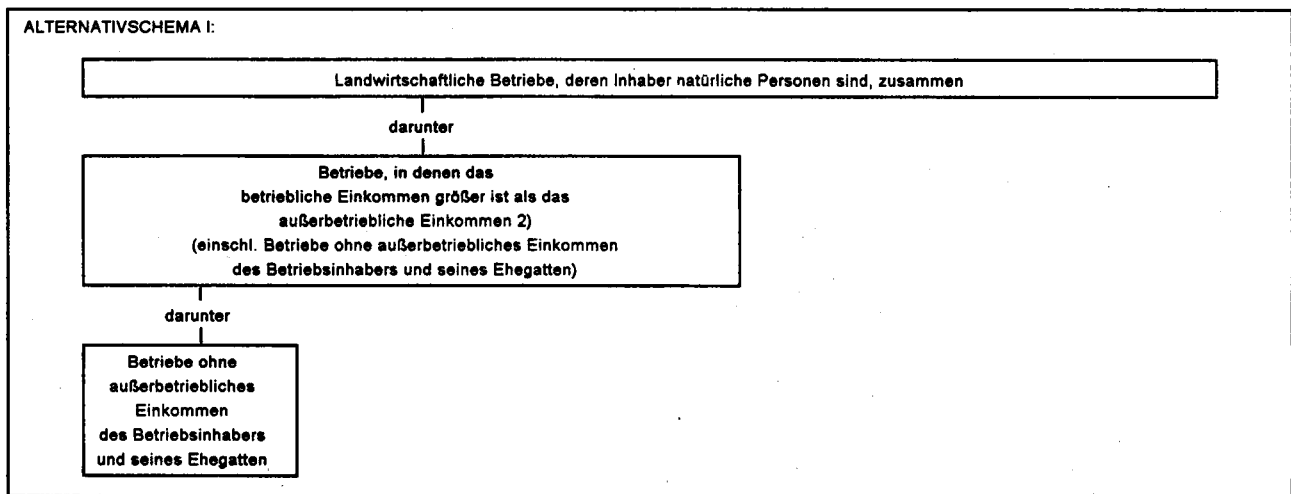 ALTERNATIVSCHEMA I:
Landwirtschaftliche Betriebe, deren Inhaber natürliche Personen sind, zusammen
darunter
Betriebe, in denen das
betriebliche Einkommen größer ist als das
außerbetriebliche Einkommen 2)
(einschl. Betriebe ohne außerbetriebliches Einkommen
des Betriebsinhabers und seines Ehegatten)
darunter
Betriebe ohne
außerbetriebliches
Einkommen
des Betriebsinhabers
und seines Ehegatten